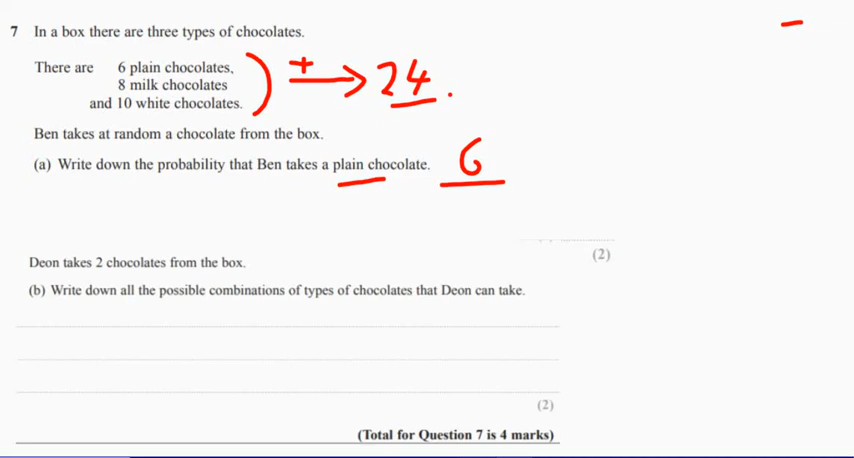 7 In a box there are three types of chocolates.
There are 6 plain chocolates, + 24.
8 milk chocolates
and 10 white chocolates.
Ben takes at random a chocolate from the box.
(a) Write down the probability that Ben takes a plain chocolate. 6
(2)
Deon takes 2 chocolates from the box.
(b) Write down all the possible combinations of types of chocolates that Deon can take.
(2)
(Total for Question 7 is 4 marks)